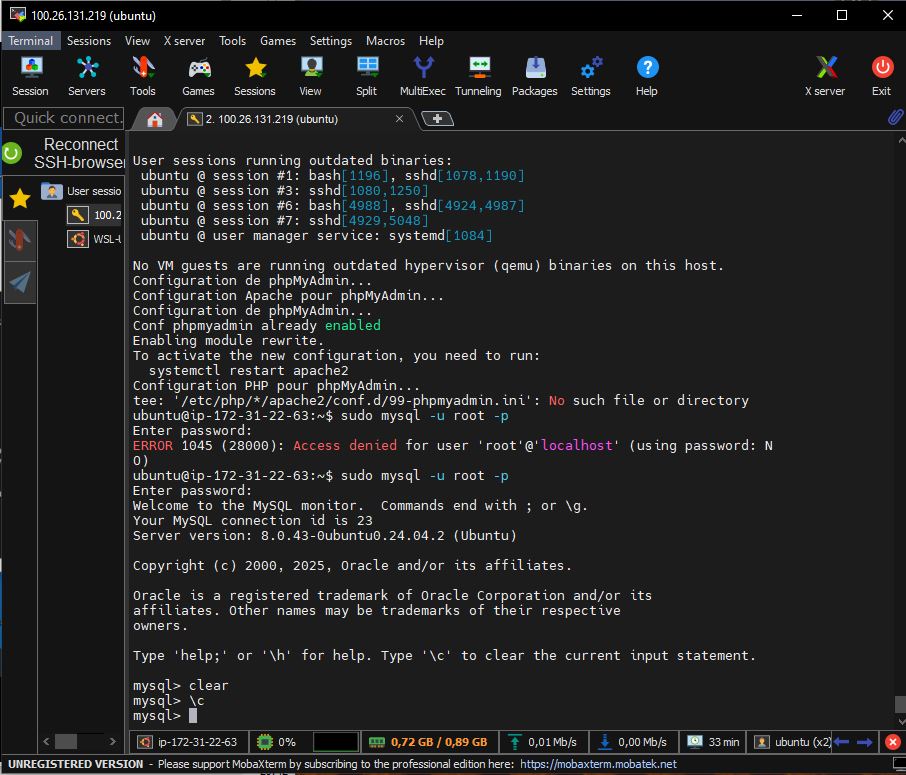 100.26.131.219 (ubuntu)
Terminal Sessions View X server Tools Games Settings Macros Help
Session Servers Tools Games Sessions View Split MultiExec Tunneling Packages Settings Help X server Exit
Quick connect.
2. 100.26.131.219 (ubuntu)
Reconnect
SSH-browser
User sessio
100.2
WSL-U
User sessions running outdated binaries:
ubuntu @ session #1: bash[1196], sshd[1078,1190]
ubuntu @ session #3: sshd[1080,1250]
ubuntu @ session #6: bash[4988], sshd[4924,4987]
ubuntu @ session #7: sshd[4929,5048]
ubuntu @ user manager service: systemd[1084]
No VM guests are running outdated hypervisor (qemu) binaries on this host.
Configuration de phpMyAdmin...
Configuration Apache pour phpMyAdmin...
Configuration de phpMyAdmin...
Conf phpmyadmin already enabled
Enabling module rewrite.
To activate the new configuration, you need to run:
systemctl restart apache2
Configuration PHP pour phpMyAdmin...
tee: '/etc/php/*/apache2/conf.d/99-phpmyadmin.ini': No such file or directory
ubuntu@ip-172-31-22-63:~$ sudo mysql -u root -p
Enter password:
ERROR 1045 (28000): Access denied for user 'root'@'localhost' (using password: N
O)
ubuntu@ip-172-31-22-63:~$ sudo mysql -u root -p
Enter password:
Welcome to the MySQL monitor.  Commands end with ; or \g.
Your MySQL connection id is 23
Server version: 8.0.43-0ubuntu0.24.04.2 (Ubuntu)
Copyright (c) 2000, 2025, Oracle and/or its affiliates.
Oracle is a registered trademark of Oracle Corporation and/or its
affiliates. Other names may be trademarks of their respective
owners.
Type 'help;' or '\h' for help. Type '\c' to clear the current input statement.
mysql> clear
mysql> \c
mysql>
ip-172-31-22-63 0% 0,72 GB / 0,89 GB 0,01 Mb/s 0,00 Mb/s 33 min ubuntu (x2)
UNREGISTERED VERSION - Please support MobaXterm by subscribing to the professional edition here: https://mobaxterm.mobatek.net